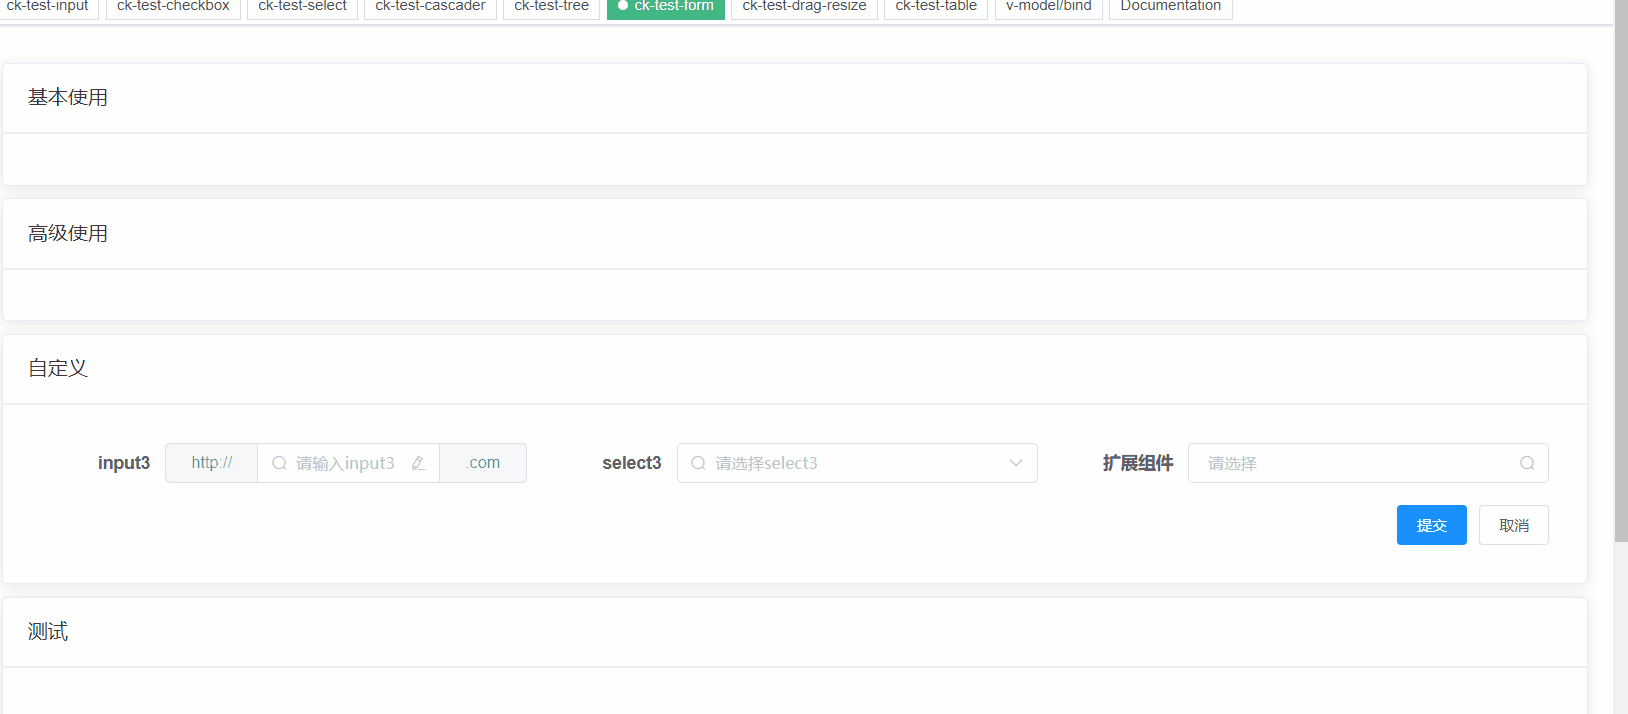 ck-test-input ck-test-checkbox ck-test-select ck-test-cascader ck-test-tree ck-test-form ck-test-drag-resize ck-test-table v-model/bind Documentation
基本使用
高级使用
自定义
input3 http:// 请输入input3 .com select3 请选择select3 扩展组件 请选择
提交 取消
测试